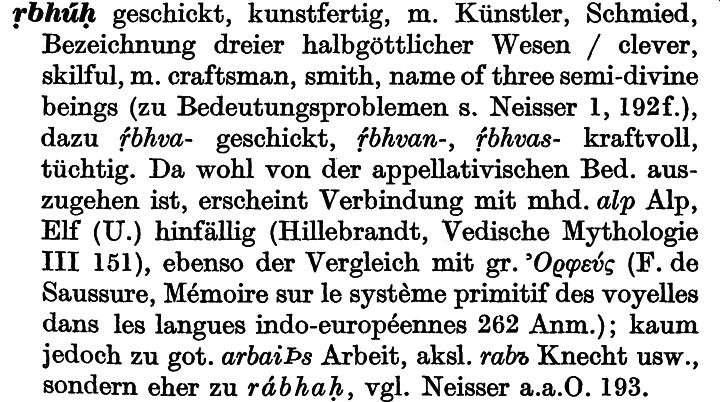 ṛbhúḥ geschickt, kunstfertig, m. Künstler, Schmied,
Bezeichnung dreier halbgöttlicher Wesen / clever,
skilful, m. craftsman, smith, name of three semi-divine
beings (zu Bedeutungsproblemen s. Neisser 1, 192f.),
dazu ṛ́bhva- geschickt, ṛ́bhvan-, ṛ́bhvas- kraftvoll,
tüchtig. Da wohl von der appellativischen Bed. aus-
zugehen ist, erscheint Verbindung mit mhd. alp Alp,
Elf (U.) hinfällig (Hillebrandt, Vedische Mythologie
III 151), ebenso der Vergleich mit gr. Ὀρφεύς (F. de
Saussure, Mémoire sur le système primitif des voyelles
dans les langues indo-européennes 262 Anm.); kaum
jedoch zu got. arbaiÞs Arbeit, aksl. rabъ Knecht usw.,
sondern eher zu rábhaḥ, vgl. Neisser a.a.O. 193.